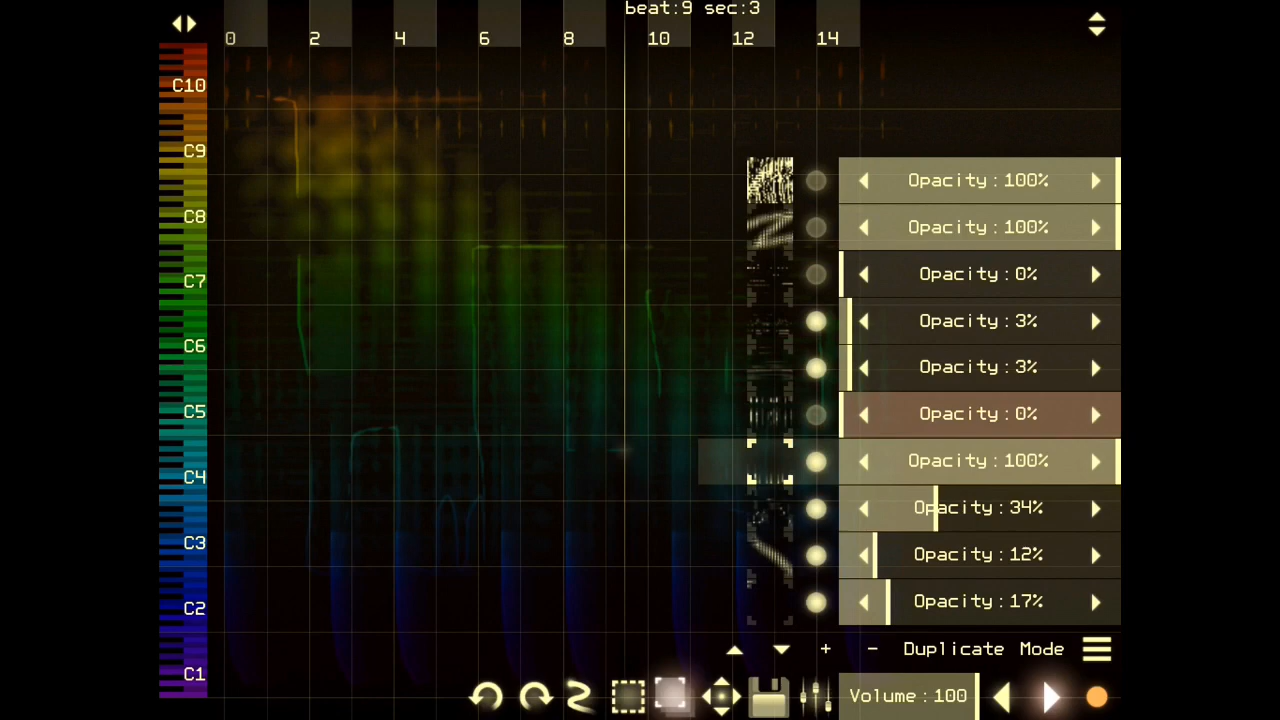 beat:9 sec:3
0 2 4 6 8 10 12 14
C10
C9
Opacity:100%
C8
Opacity:100%
Opacity:0%
C7
Opacity:3%
C6
Opacity:3%
C5
Opacity:0%
Opacity:100%
C4
Opacity:34%
C3
Opacity:12%
C2
Opacity:17%
+ - Duplicate Mode
C1
Volume:100